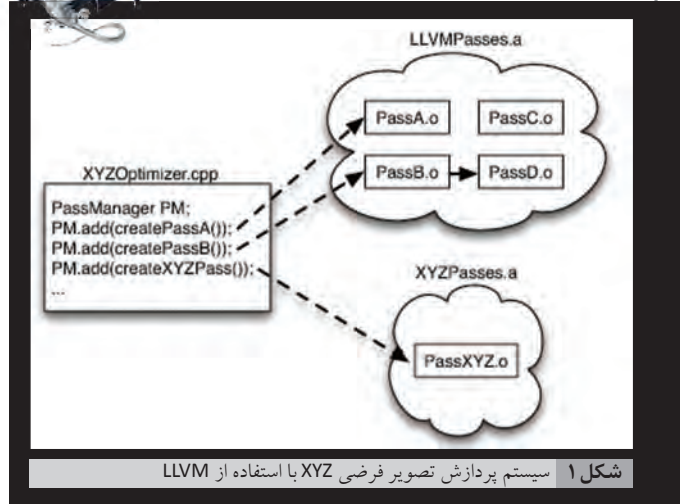 LLVMPasses.a
PassA.o
PassC.o
PassB.o
PassD.o
XYZOptimizer.cpp
PassManager PM;
PM.add(createPassA());
PM.add(createPassB());
PM.add(createXYZPass());
...
XYZPasses.a
PassXYZ.o
شکل ۱ سیستم پردازش تصویر فرضی XYZ با استفاده از LLVM